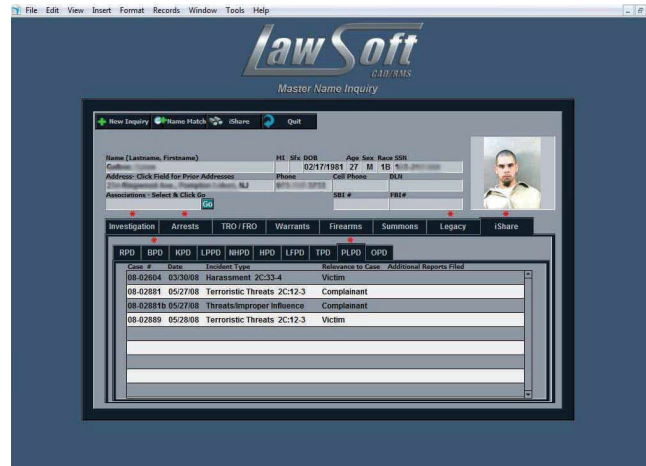 File Edit View Insert Format Records Window Tools Help
Law Soft
CAD/RMS
Master Name Inquiry
New Inquiry Name Match iShare Quit
Name (Lastname, Firstname) MI Sfx DOB Age Sex Race SSN
02/17/1981 27 M 1B
Address- Click Field for Prior Addresses Phone Cell Phone DLN
NJ
Associations - Select & Click Go SBI # FBI#
Go
Investigation Arrests TRO / FRO Warrants Firearms Summons Legacy iShare
RPD BPD KPD LPPD NHPD HPD LFPD TPD PLPD OPD
Case # Date Incident Type Relevance to Case Additional Reports Filed
08-02604 03/30/08 Harassment 2C:33-4 Victim
08-02881 05/27/08 Terroristic Threats 2C:12-3 Complainant
08-02881b 05/27/08 Threats/Improper Influence Complainant
08-02889 05/28/08 Terroristic Threats 2C:12-3 Victim